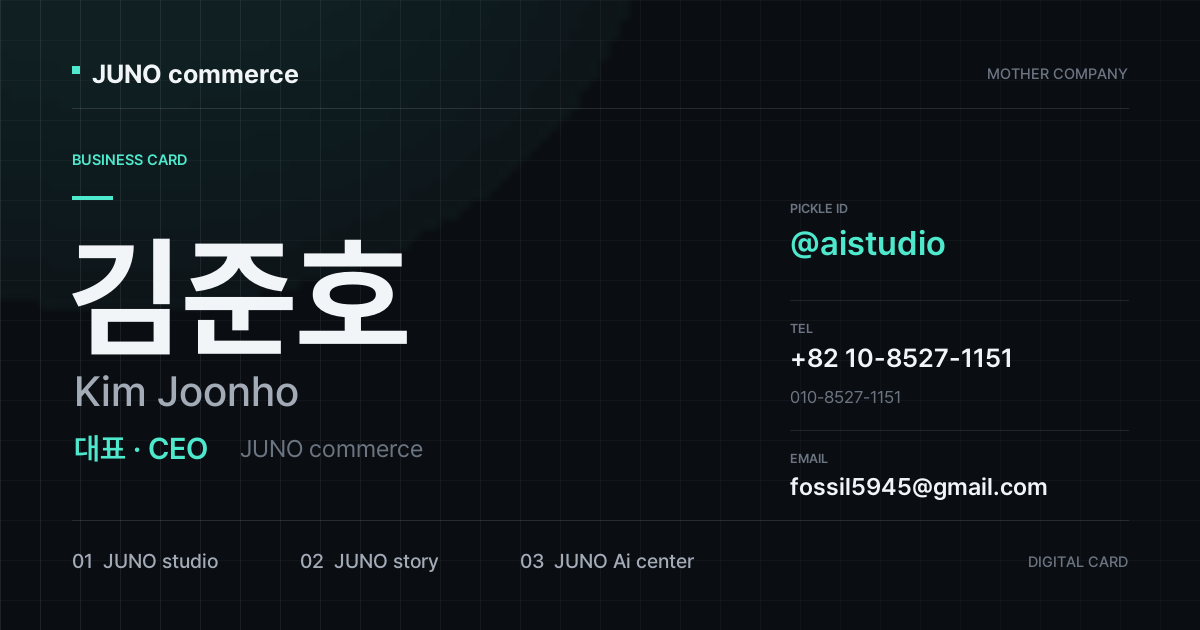 JUNO commerce
MOTHER COMPANY
BUSINESS CARD
김준호
Kim Joonho
대표 · CEO JUNO commerce
PICKLE ID
@aistudio
TEL
+82 10-8527-1151
010-8527-1151
EMAIL
fossil5945@gmail.com
01 JUNO studio
02 JUNO story
03 JUNO Ai center
DIGITAL CARD